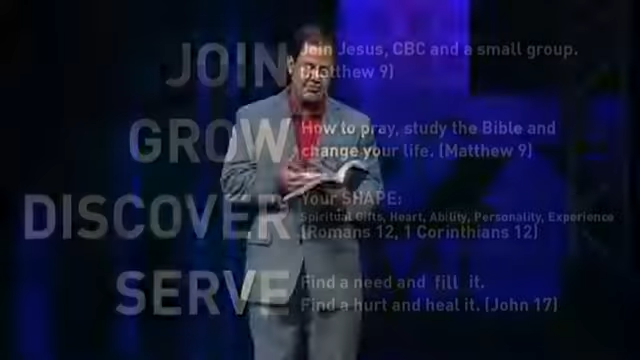 JOIN
Join Jesus, CBC and a small group.
(Matthew 9)
GROW
How to pray, study the Bible and
change your life. (Matthew 9)
DISCOVER
Your SHAPE:
Spiritual Gifts, Heart, Ability, Personality, Experience
(Romans 12, 1 Corinthians 12)
SERVE
Find a need and fill it.
Find a hurt and heal it. (John 17)